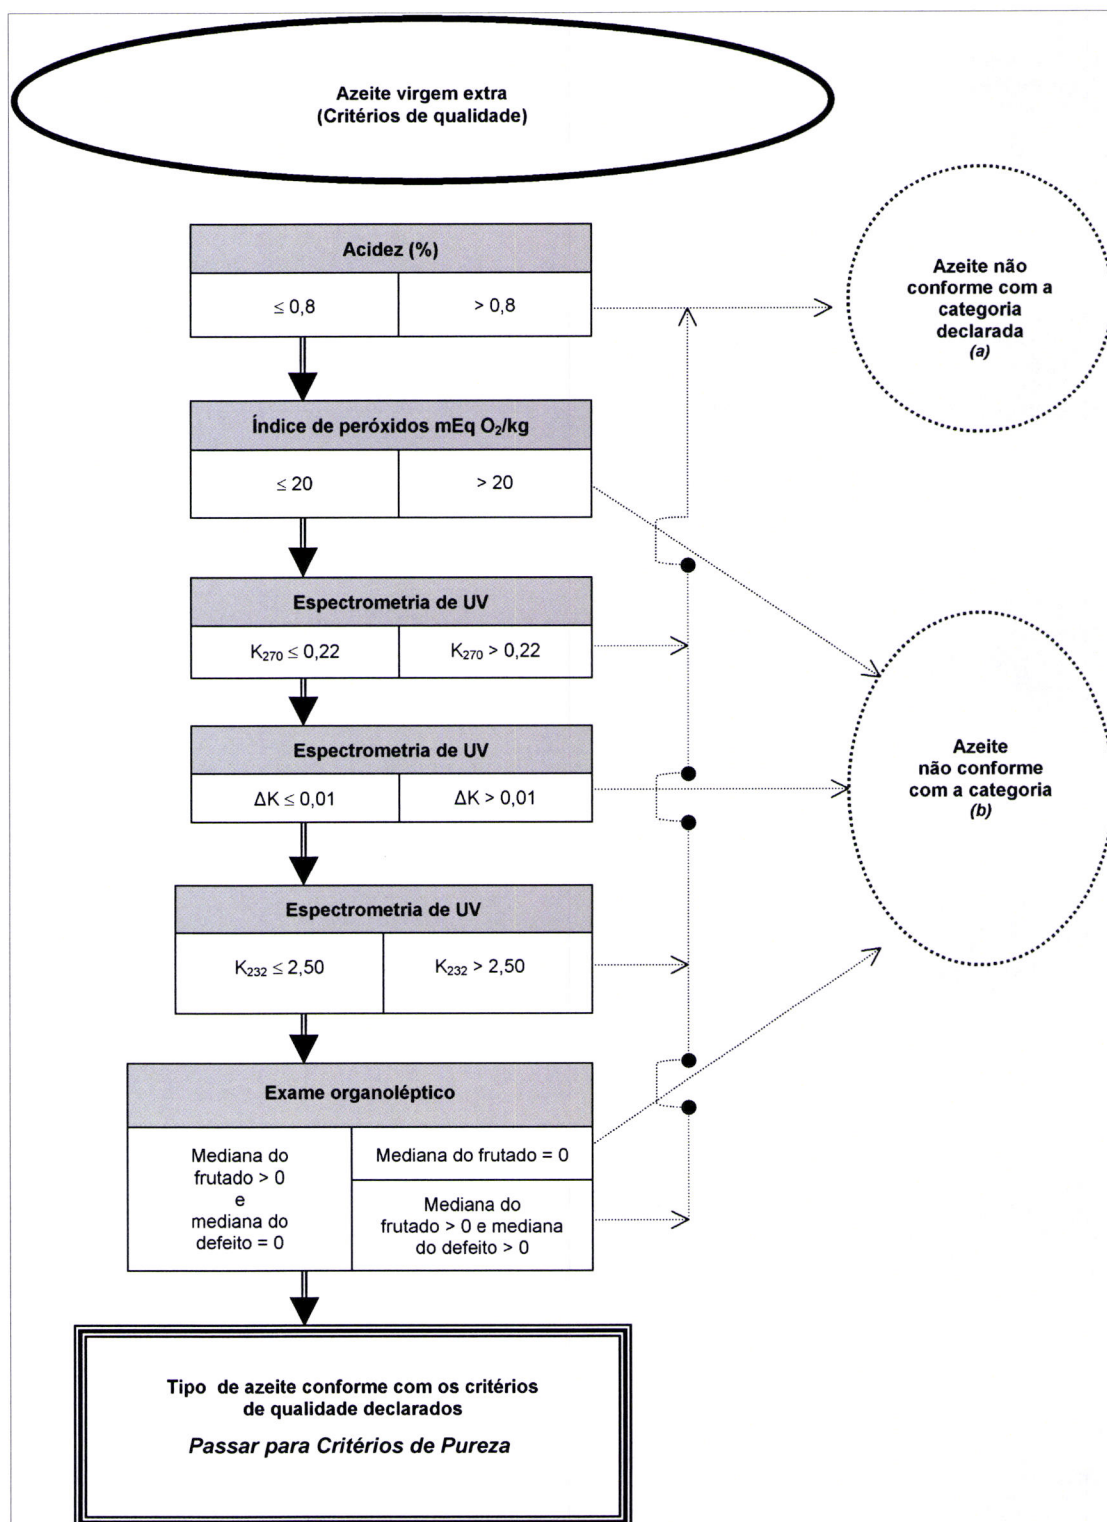 Azeite virgem extra
(Critérios de qualidade)
Acidez (%)
≤ 0,8
> 0,8
Azeite não
conforme com a
categoria
declarada
(a)
Índice de peróxidos mEq O₂/kg
≤ 20
> 20
Espectrometria de UV
K₂₇₀ ≤ 0,22
K₂₇₀ > 0,22
Espectrometria de UV
ΔK ≤ 0,01
ΔK > 0,01
Azeite
não conforme
com a categoria
(b)
Espectrometria de UV
K₂₃₂ ≤ 2,50
K₂₃₂ > 2,50
Exame organoléptico
Mediana do
frutado > 0
e
mediana do
defeito = 0
Mediana do frutado = 0
Mediana do
frutado > 0 e mediana
do defeito > 0
Tipo de azeite conforme com os critérios
de qualidade declarados
Passar para Critérios de Pureza